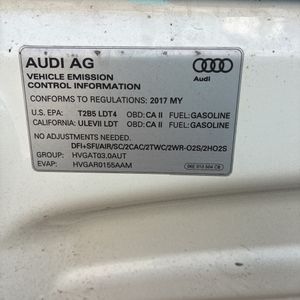 AUDI AG
VEHICLE EMISSION
CONTROL INFORMATION
Audi
CONFORMS TO REGULATIONS: 2017 MY
U.S. EPA: T2B5 LDT4 OBD: CA II FUEL:GASOLINE
CALIFORNIA: ULEVII LDT OBD: CA II FUEL:GASOLINE
NO ADJUSTMENTS NEEDED.
DFI+SFI/AIR/SC/2CAC/2TWC/2WR-O2S/2HO2S
GROUP: HVGAT03.0AUT
EVAP: HVGAR0155AAM